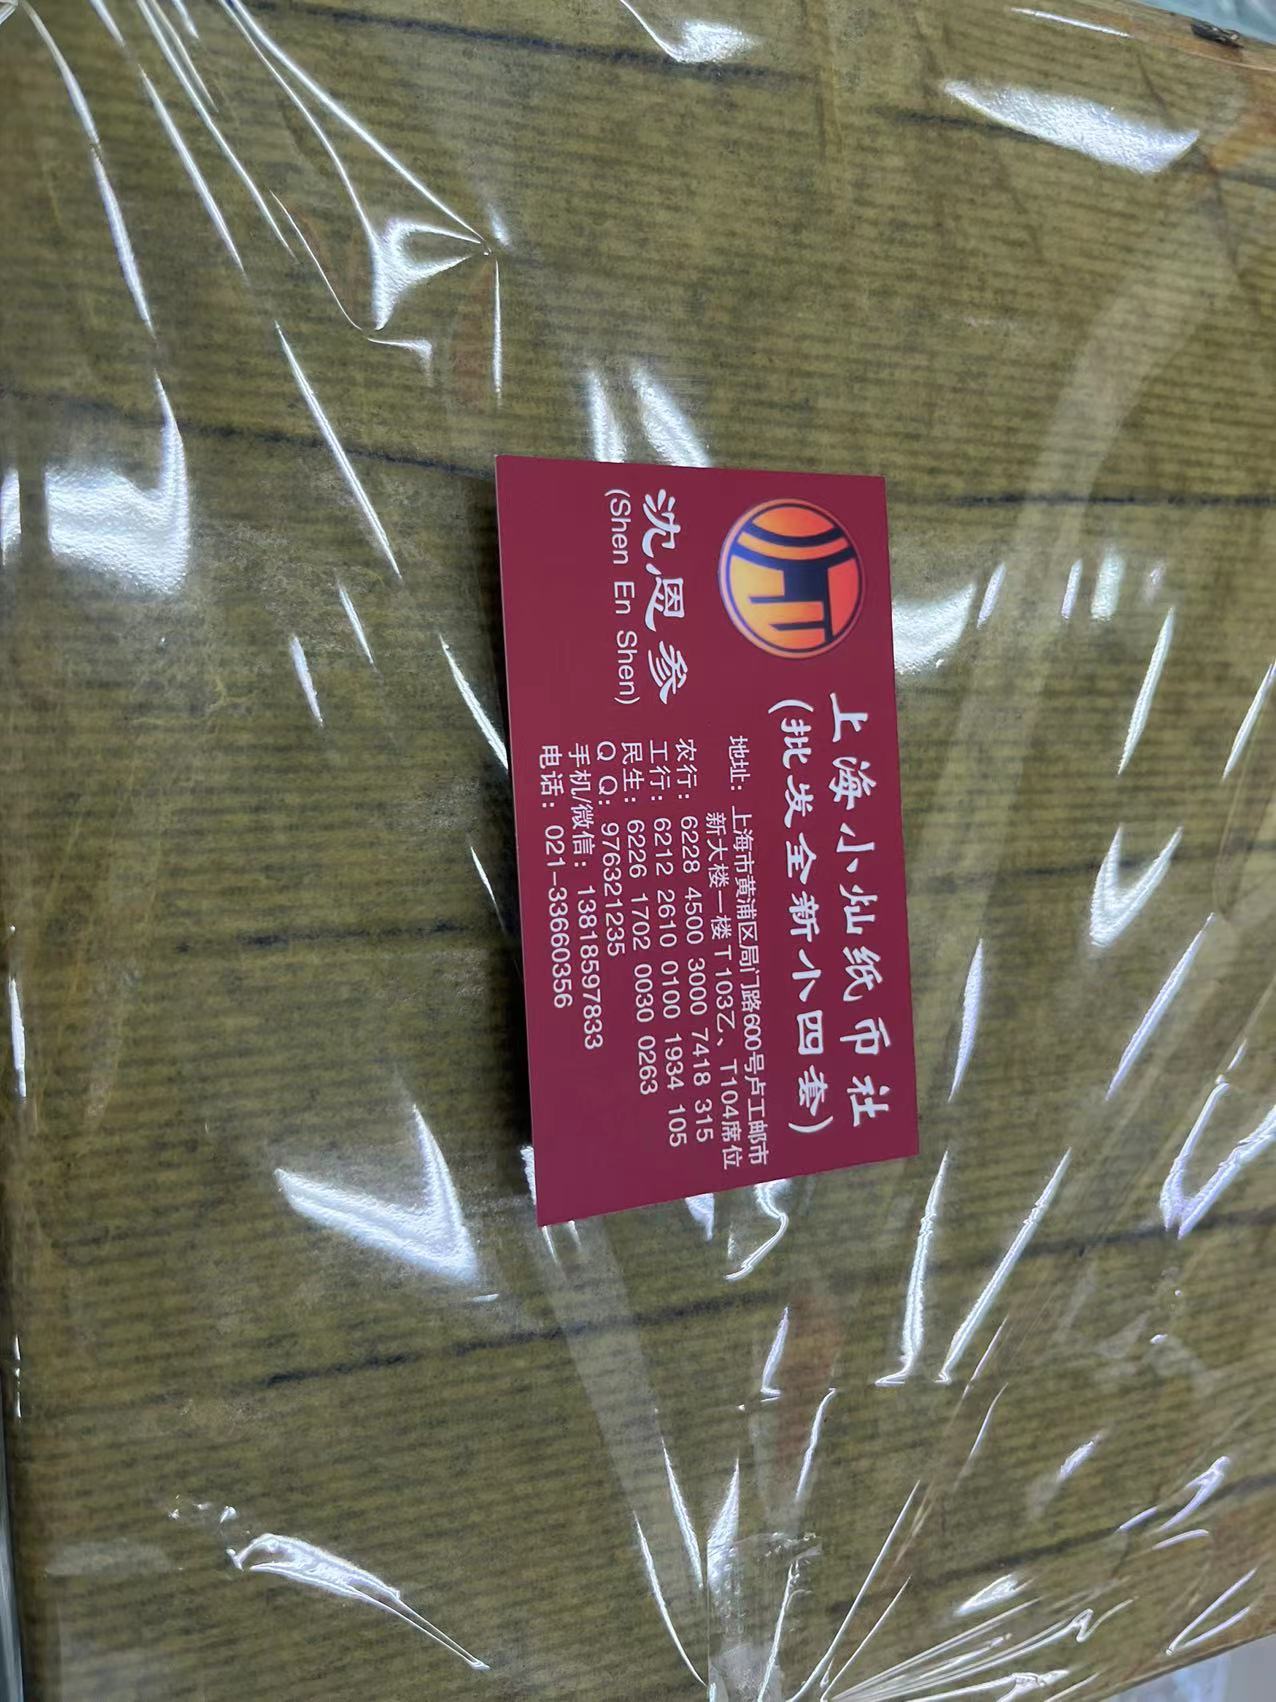 上海小灿纸币社
(批发全新小四套)
沈恩参
(Shen En Shen)
地址：上海市黄浦区局门路600号卢工邮市
新大楼一楼T103乙、T104席位
农行：6228 4500 3000 7418 315
工行：6212 2610 0100 1934 105
民生：6226 1702 0030 0263
Q Q：976321235
手机/微信：13818597833
电话：021-33660356